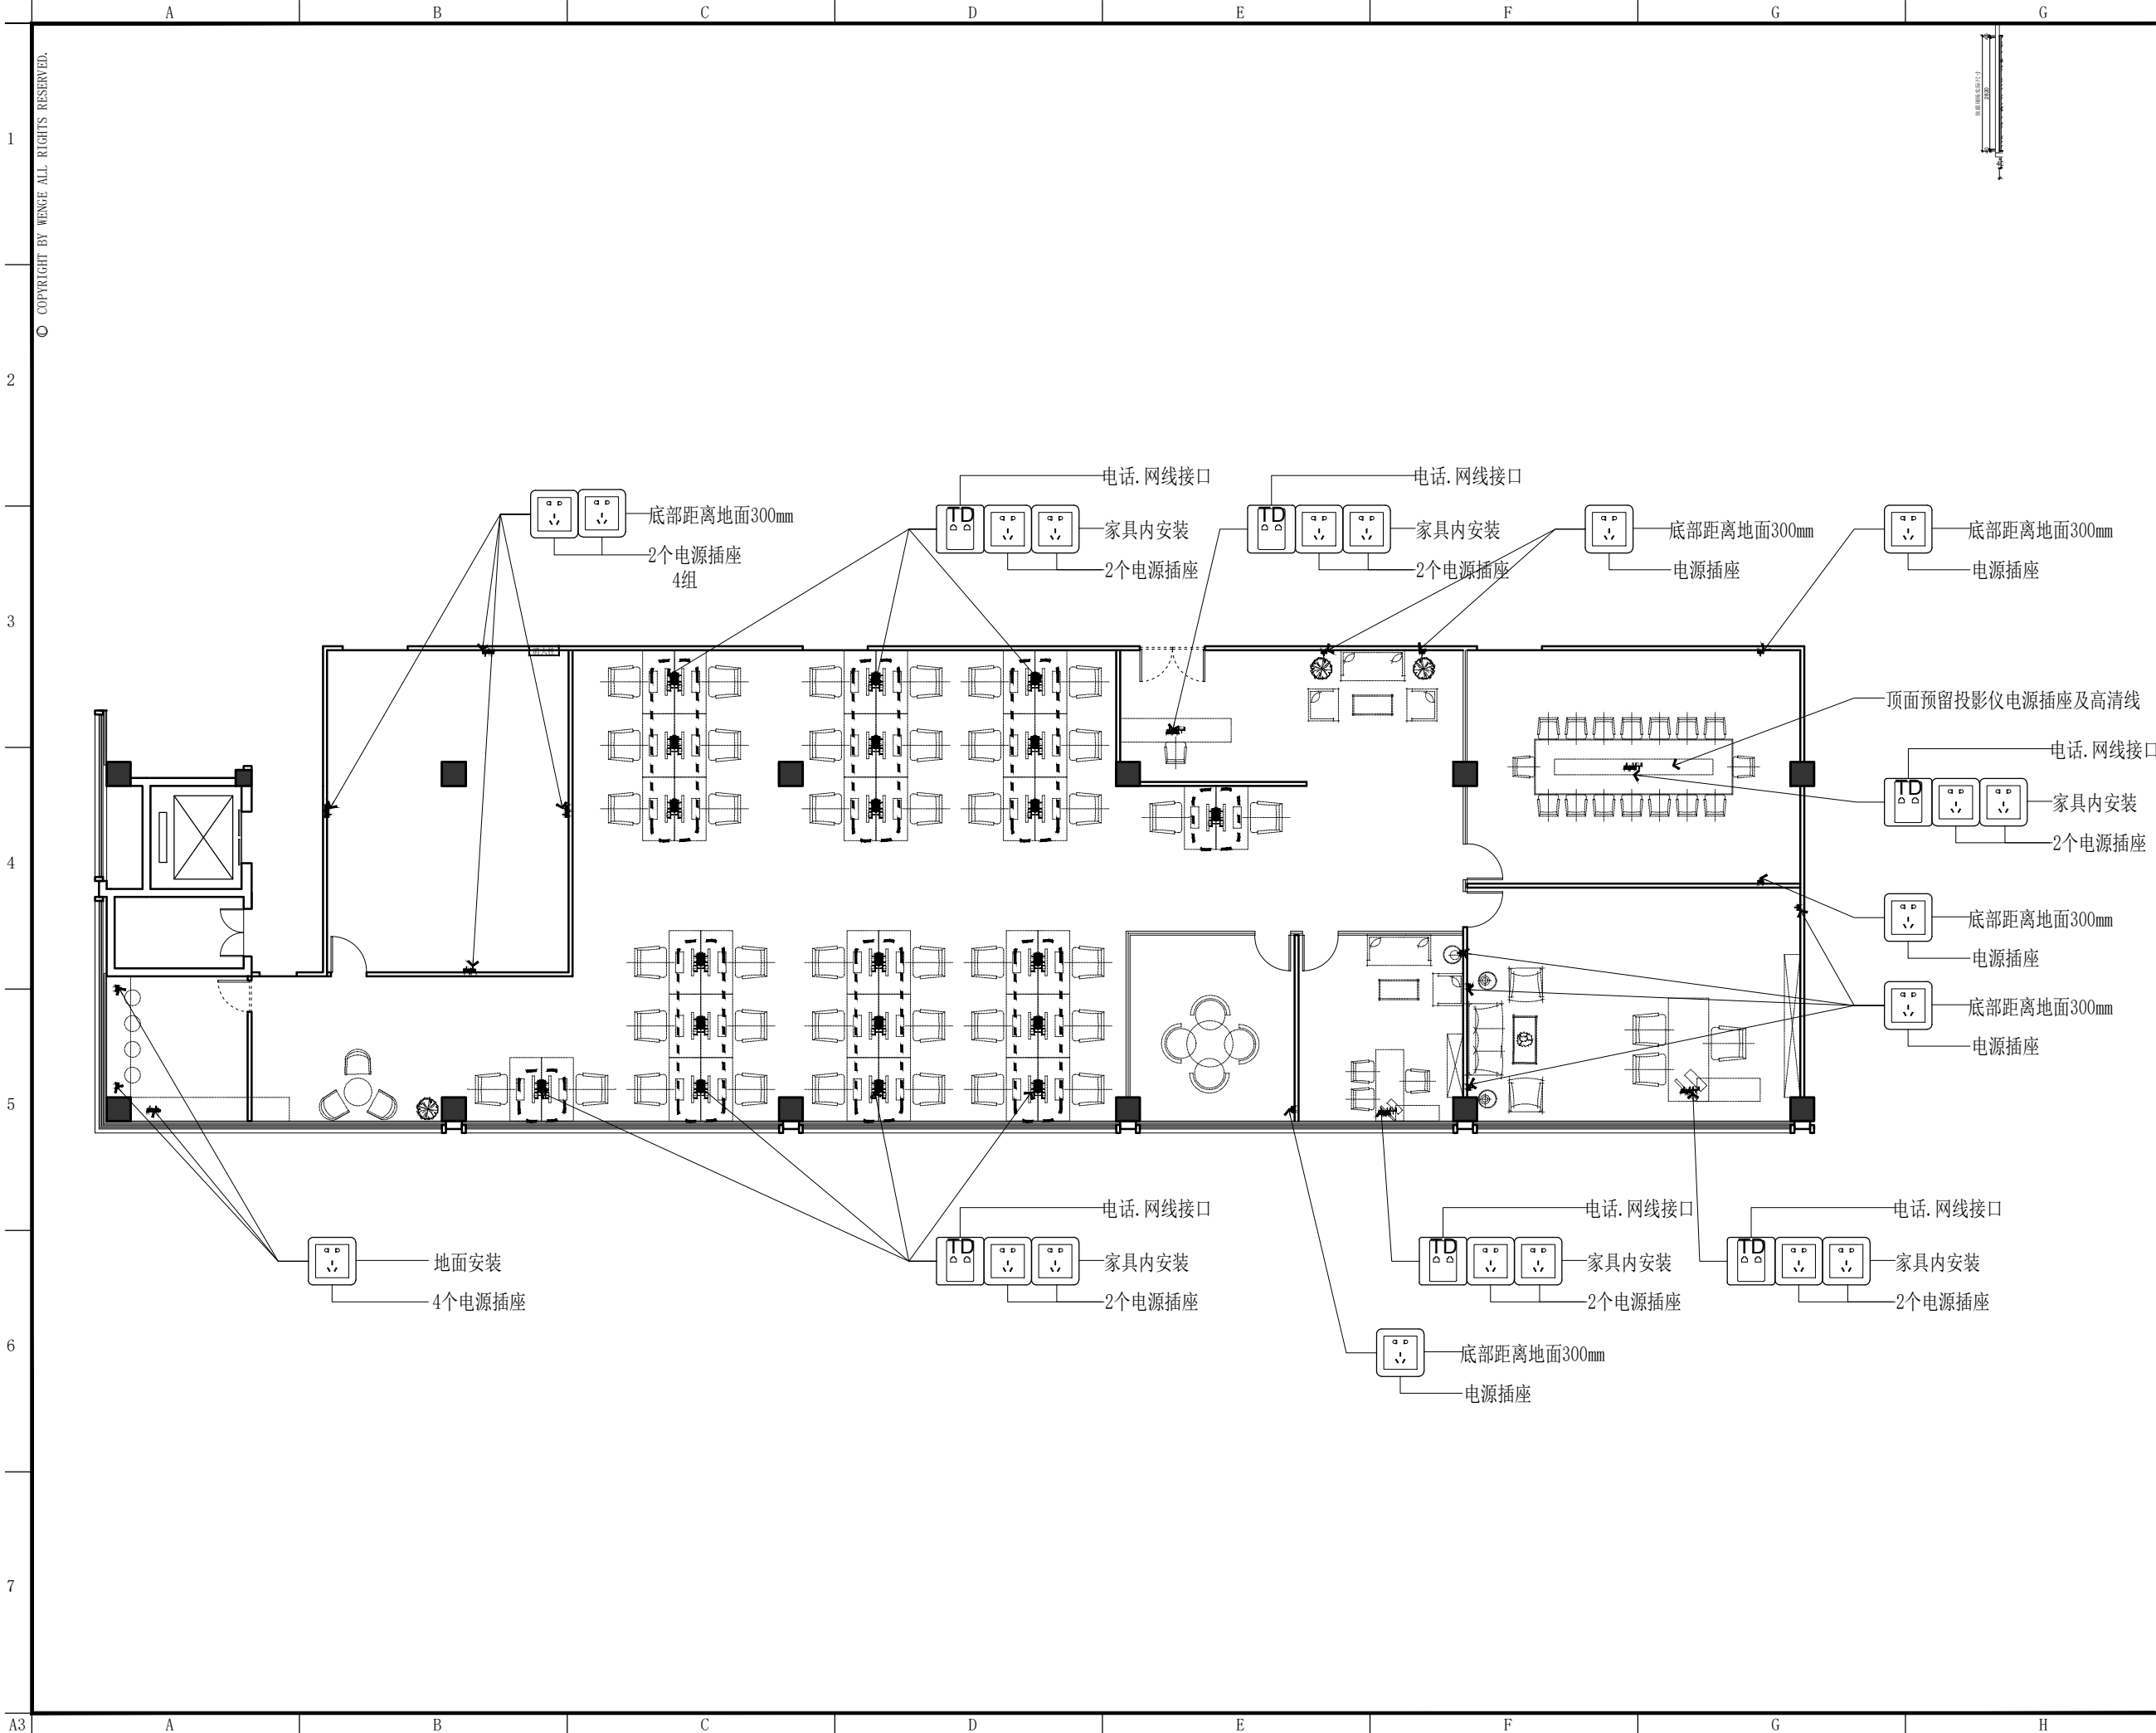 A B C D E F G G
© COPYRIGHT BY WENGE ALL RIGHTS RESERVED.
1
2820
2
电话.网线接口
电话.网线接口
底部距离地面300mm
家具内安装
家具内安装
底部距离地面300mm
底部距离地面300mm
2个电源插座
4组
TD
TD
2个电源插座
2个电源插座
电源插座
电源插座
3
顶面预留投影仪电源插座及高清线
电话.网线接口
TD
家具内安装
2个电源插座
4
底部距离地面300mm
电源插座
底部距离地面300mm
电源插座
5
电话.网线接口
电话.网线接口
电话.网线接口
地面安装
4个电源插座
TD
家具内安装
2个电源插座
TD
家具内安装
2个电源插座
TD
家具内安装
2个电源插座
6
底部距离地面300mm
电源插座
7
A3 A B C D E F G H